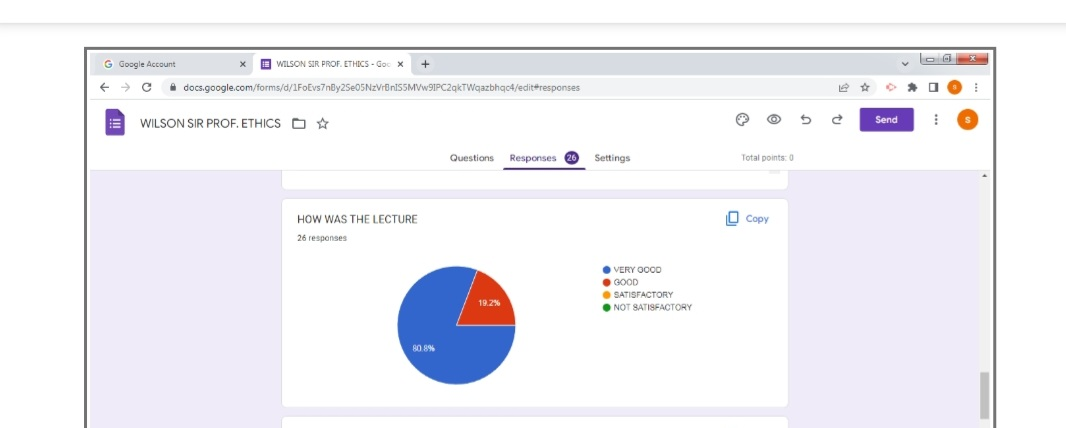 Google Account
WILSON SIR PROF. ETHICS - Goo
docs.google.com/forms/d/1FoEvs7nBy2Se05NzVrBnIS5MVw9IPC2qkTWqazbhqc4/edit#responses
WILSON SIR PROF. ETHICS
Send
S
Questions Responses 26 Settings Total points: 0
HOW WAS THE LECTURE
Copy
26 responses
VERY GOOD
GOOD
SATISFACTORY
NOT SATISFACTORY
19.2%
80.8%